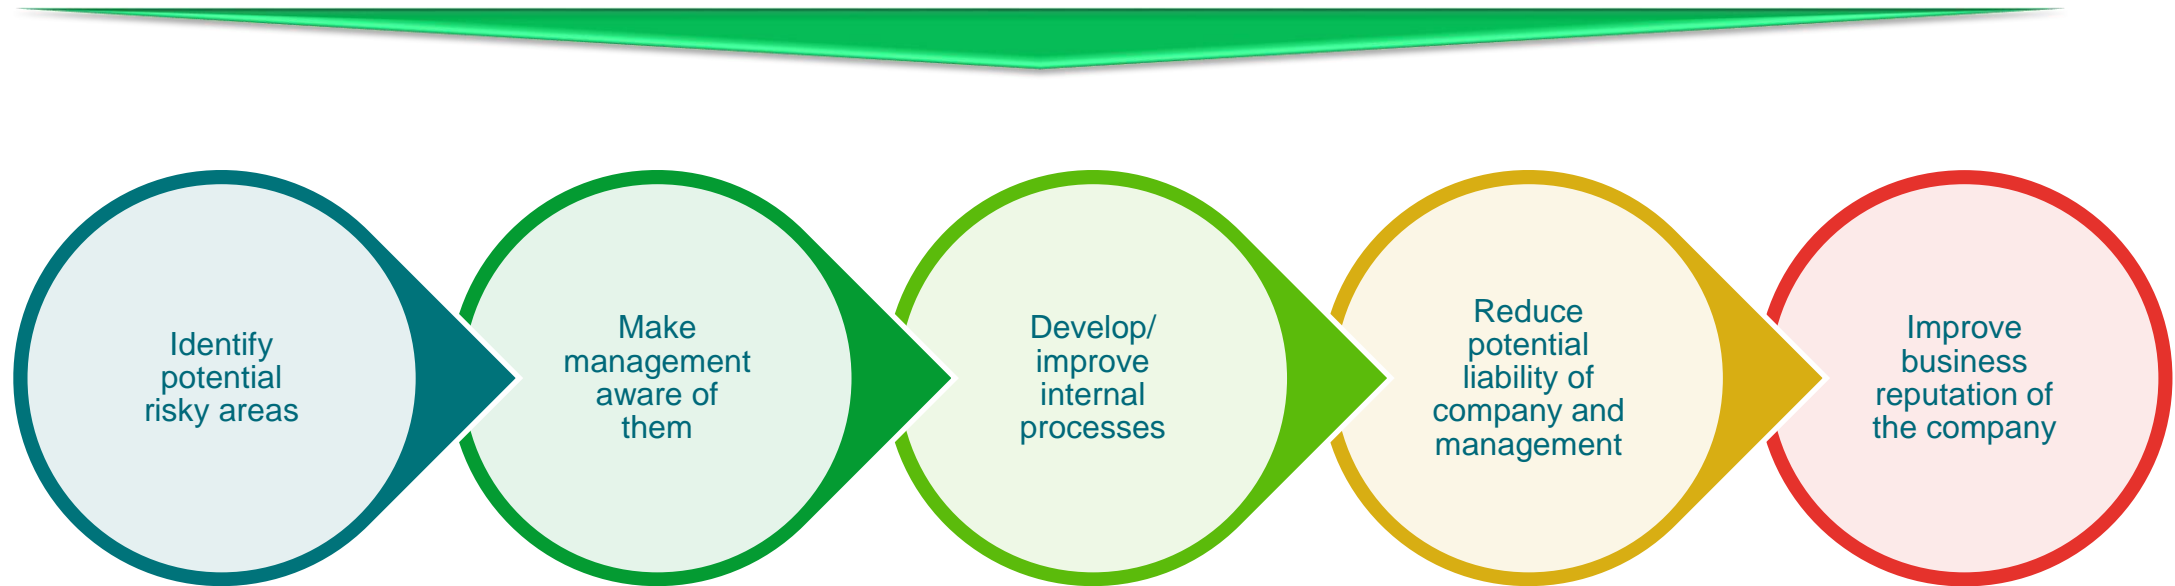 Identify
potential
risky areas
Make
management
aware of
them
Develop/
improve
internal
processes
Reduce
potential
liability of
company and
management
Improve
business
reputation of
the company